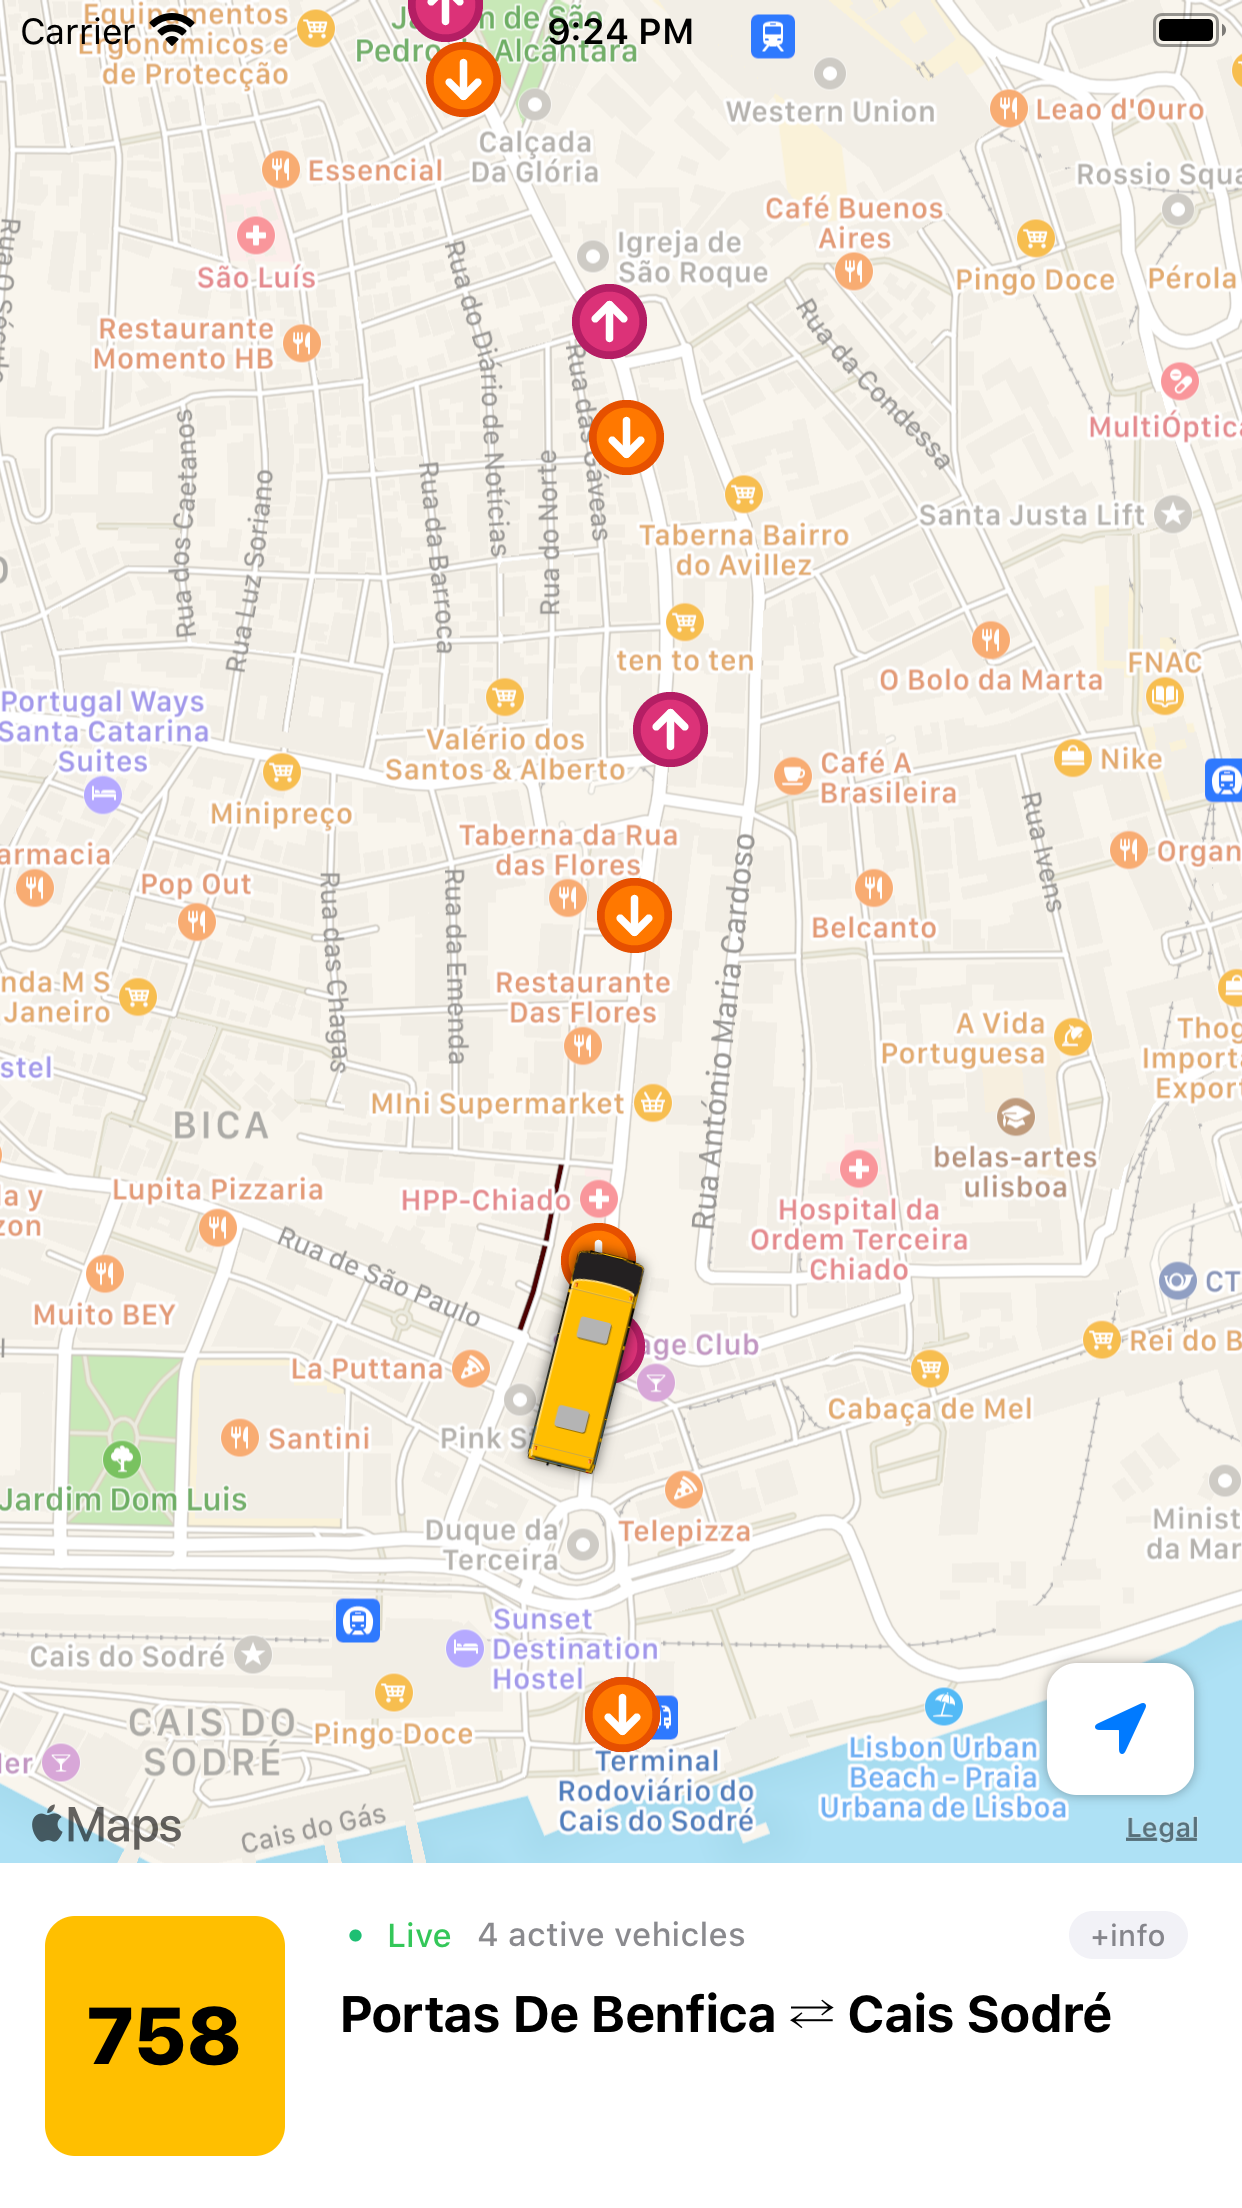 Carrier
9:24 PM
Equipamentos
Ergonómicos e
de Protecção
Jardim de São
Pedro de Alcântara
Western Union
Leao d'Ouro
Calçada
Da Glória
Essencial
Rossio Squa
Café Buenos
Aires
Igreja de
São Roque
São Luís
Pingo Doce
Pérola
Restaurante
Momento HB
Rua do Diário de Notícias
Rua das Gáveas
Rua da Condessa
MultiÓptica
Rua dos Caetanos
Rua Luz Soriano
Rua da Barroca
Rua do Norte
Santa Justa Lift
Taberna Bairro
do Avillez
ten to ten
O Bolo da Marta
FNAC
Portugal Ways
Santa Catarina
Suites
Valério dos
Santos & Alberto
Café A
Brasileira
Nike
Minipreço
Taberna da Rua
das Flores
Rua Ivens
Organ
armacia
Pop Out
Rua das Chagas
Rua da Emenda
Rua António Maria Cardoso
Belcanto
nda M S
Janeiro
Restaurante
Das Flores
A Vida
Portuguesa
Thog
Importa
Export
stel
MIni Supermarket
BICA
belas-artes
ulisboa
a y
zon
Lupita Pizzaria
HPP-Chiado
Hospital da
Ordem Terceira
Chiado
Rua de São Paulo
CT
Muito BEY
age Club
Rei do B
La Puttana
Cabaça de Mel
Santini
Pink S
Jardim Dom Luis
Duque da
Terceira
Telepizza
Minist
da Mar
Sunset
Destination
Hostel
Cais do Sodré
CAIS DO
SODRÉ
Pingo Doce
Terminal
Rodoviário do
Cais do Sodré
Lisbon Urban
Beach - Praia
Urbana de Lisboa
Cais do Gás
Maps
Legal
Live
4 active vehicles
+info
758
Portas De Benfica ⇄ Cais Sodré